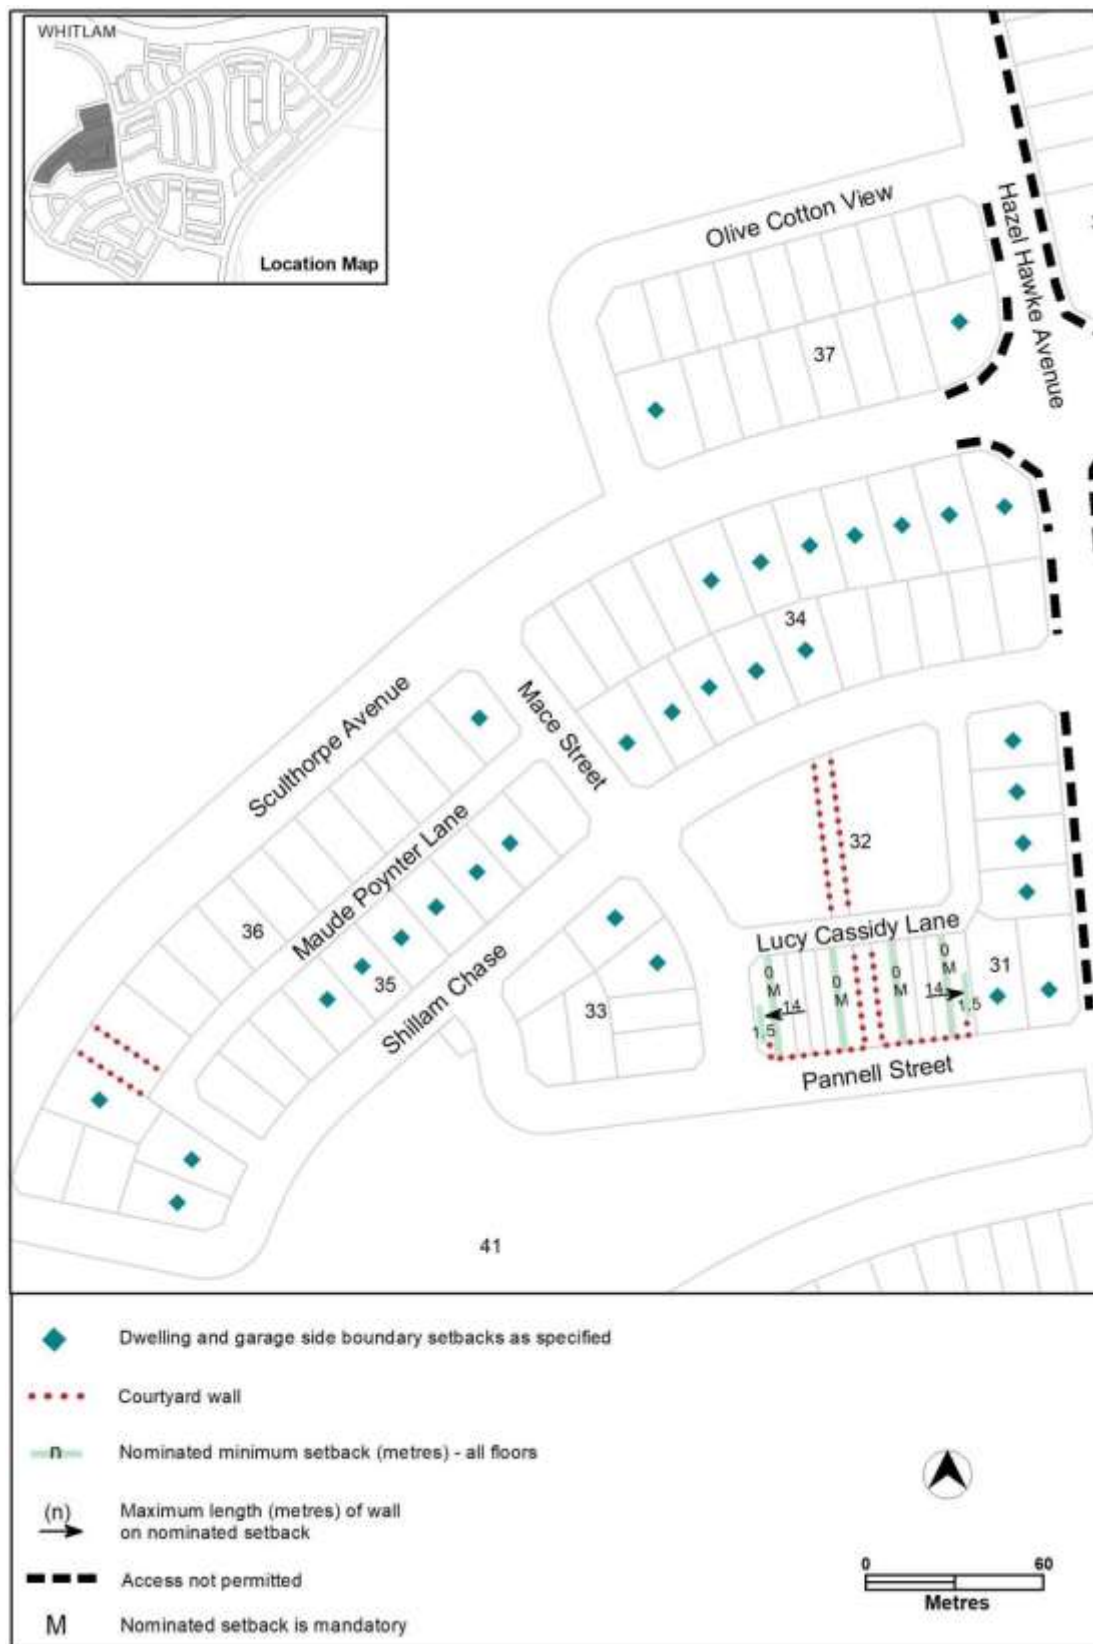 WHITLAM
Location Map
Olive Cotton View
Hazel Hawke Avenue
37
34
Sculthorpe Avenue
Mace Street
Maude Poynter Lane
32
36
Lucy Cassidy Lane
35
Shillam Chase
33
31
0
M
0
M
0
M
0
M
14
14
1.5
1.5
Pannell Street
41
Dwelling and garage side boundary setbacks as specified
Courtyard wall
n
Nominated minimum setback (metres) - all floors
(n)
Maximum length (metres) of wall
on nominated setback
Access not permitted
M
Nominated setback is mandatory
0
60
Metres